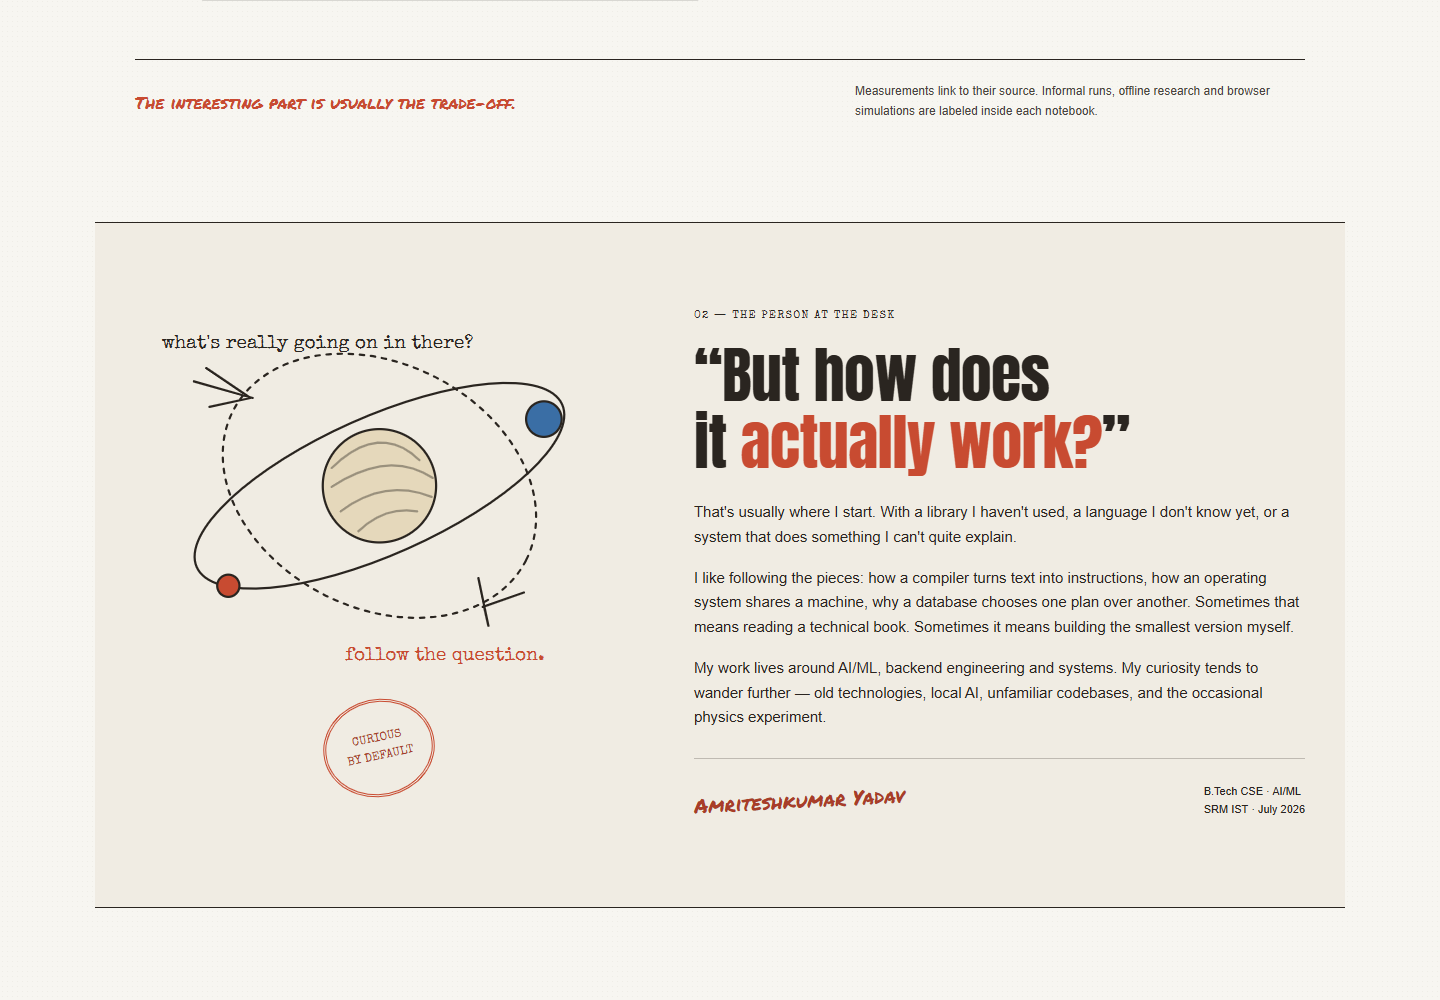 The interesting part is usually the trade-off.
Measurements link to their source. Informal runs, offline research and browser
simulations are labeled inside each notebook.
what's really going on in there?
follow the question.
CURIOUS
BY DEFAULT
02 — THE PERSON AT THE DESK
“But how does
it actually work?”
That's usually where I start. With a library I haven't used, a language I don't know yet, or a
system that does something I can't quite explain.
I like following the pieces: how a compiler turns text into instructions, how an operating
system shares a machine, why a database chooses one plan over another. Sometimes that
means reading a technical book. Sometimes it means building the smallest version myself.
My work lives around AI/ML, backend engineering and systems. My curiosity tends to
wander further — old technologies, local AI, unfamiliar codebases, and the occasional
physics experiment.
Amriteshkumar Yadav
B.Tech CSE · AI/ML
SRM IST · July 2026